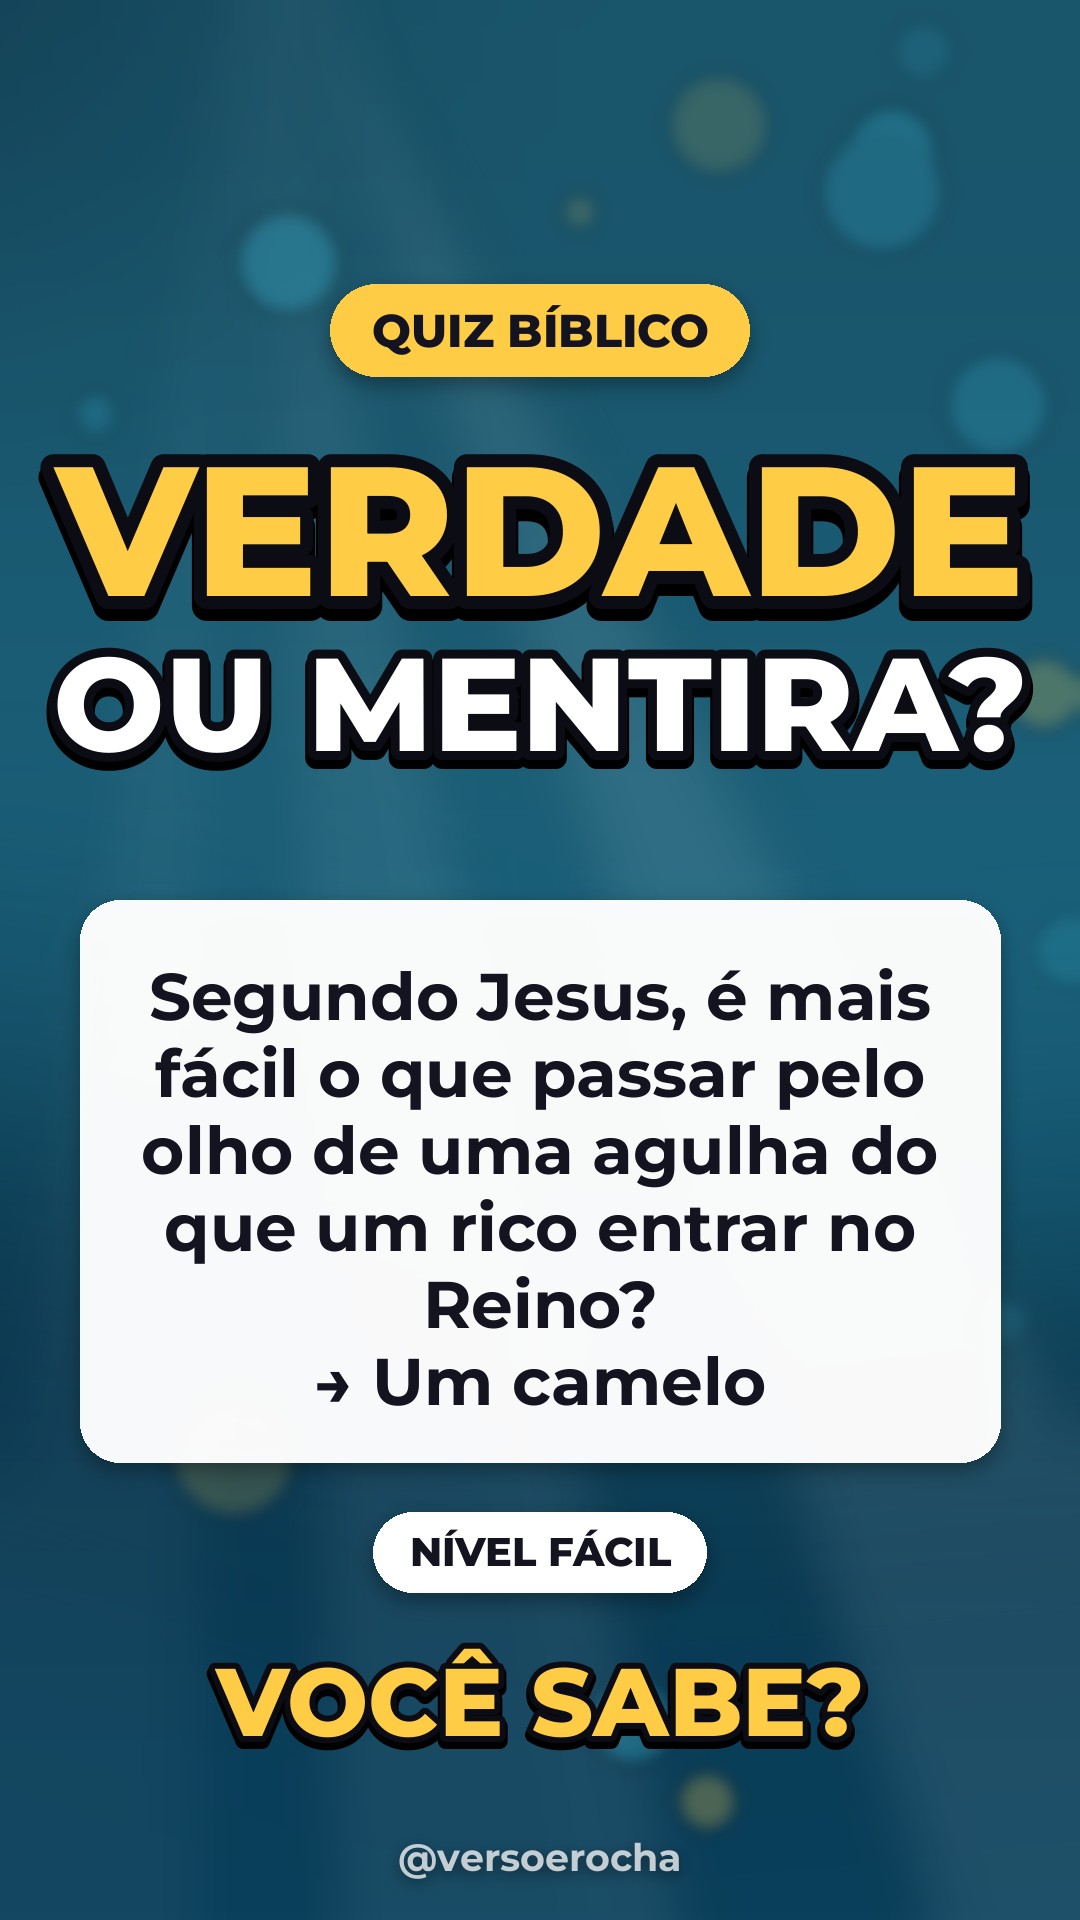 QUIZ BÍBLICO
VERDADE
OU MENTIRA?
Segundo Jesus, é mais
fácil o que passar pelo
olho de uma agulha do
que um rico entrar no
Reino?
→ Um camelo
NÍVEL FÁCIL
VOCÊ SABE?
@versoerocha